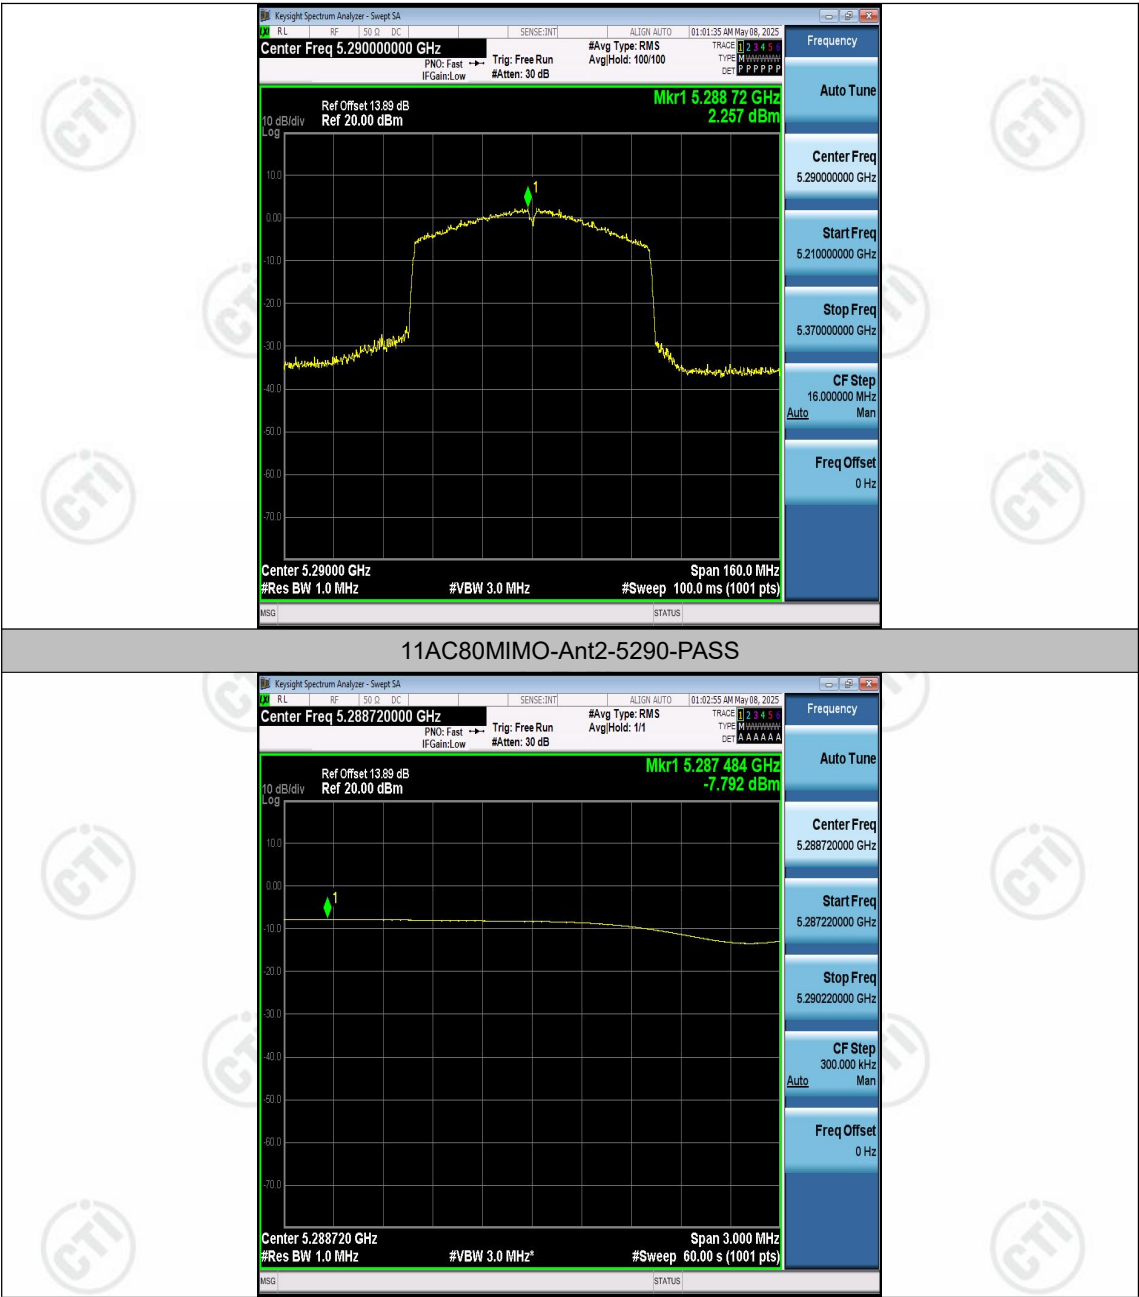 Keysight Spectrum Analyzer - Swept SA
RL RF 50 Ω DC SENSE:INT ALIGN AUTO 01:01:35 AM May 08, 2025
Center Freq 5.290000000 GHz
PNO: Fast
IFGain:Low
Trig: Free Run
#Atten: 30 dB
#Avg Type: RMS
Avg|Hold: 100/100
TRACE 1 2 3 4 5 6
TYPE M
DET P P P P P P
Mkr1 5.288 72 GHz
2.257 dBm
Ref Offset 13.89 dB
10 dB/div Ref 20.00 dBm
Log
10.0
0.00
-10.0
-20.0
-30.0
-40.0
-50.0
-60.0
-70.0
1
Center 5.29000 GHz Span 160.0 MHz
#Res BW 1.0 MHz #VBW 3.0 MHz #Sweep 100.0 ms (1001 pts)
MSG STATUS
Frequency
Auto Tune
Center Freq
5.290000000 GHz
Start Freq
5.210000000 GHz
Stop Freq
5.370000000 GHz
CF Step
16.000000 MHz
Auto Man
Freq Offset
0 Hz
11AC80MIMO-Ant2-5290-PASS
Keysight Spectrum Analyzer - Swept SA
RL RF 50 Ω DC SENSE:INT ALIGN AUTO 01:02:55 AM May 08, 2025
Center Freq 5.288720000 GHz
PNO: Fast
IFGain:Low
Trig: Free Run
#Atten: 30 dB
#Avg Type: RMS
Avg|Hold: 1/1
TRACE 1 2 3 4 5 6
TYPE M
DET A A A A A A
Mkr1 5.287 484 GHz
-7.792 dBm
Ref Offset 13.89 dB
10 dB/div Ref 20.00 dBm
Log
10.0
0.00
-10.0
-20.0
-30.0
-40.0
-50.0
-60.0
-70.0
1
Center 5.288720 GHz Span 3.000 MHz
#Res BW 1.0 MHz #VBW 3.0 MHz* #Sweep 60.00 s (1001 pts)
MSG STATUS
Frequency
Auto Tune
Center Freq
5.288720000 GHz
Start Freq
5.287220000 GHz
Stop Freq
5.290220000 GHz
CF Step
300.000 kHz
Auto Man
Freq Offset
0 Hz
CTI
CTI
CTI
CTI
CTI
CTI
CTI
CTI
CTI
CTI
CTI
CTI